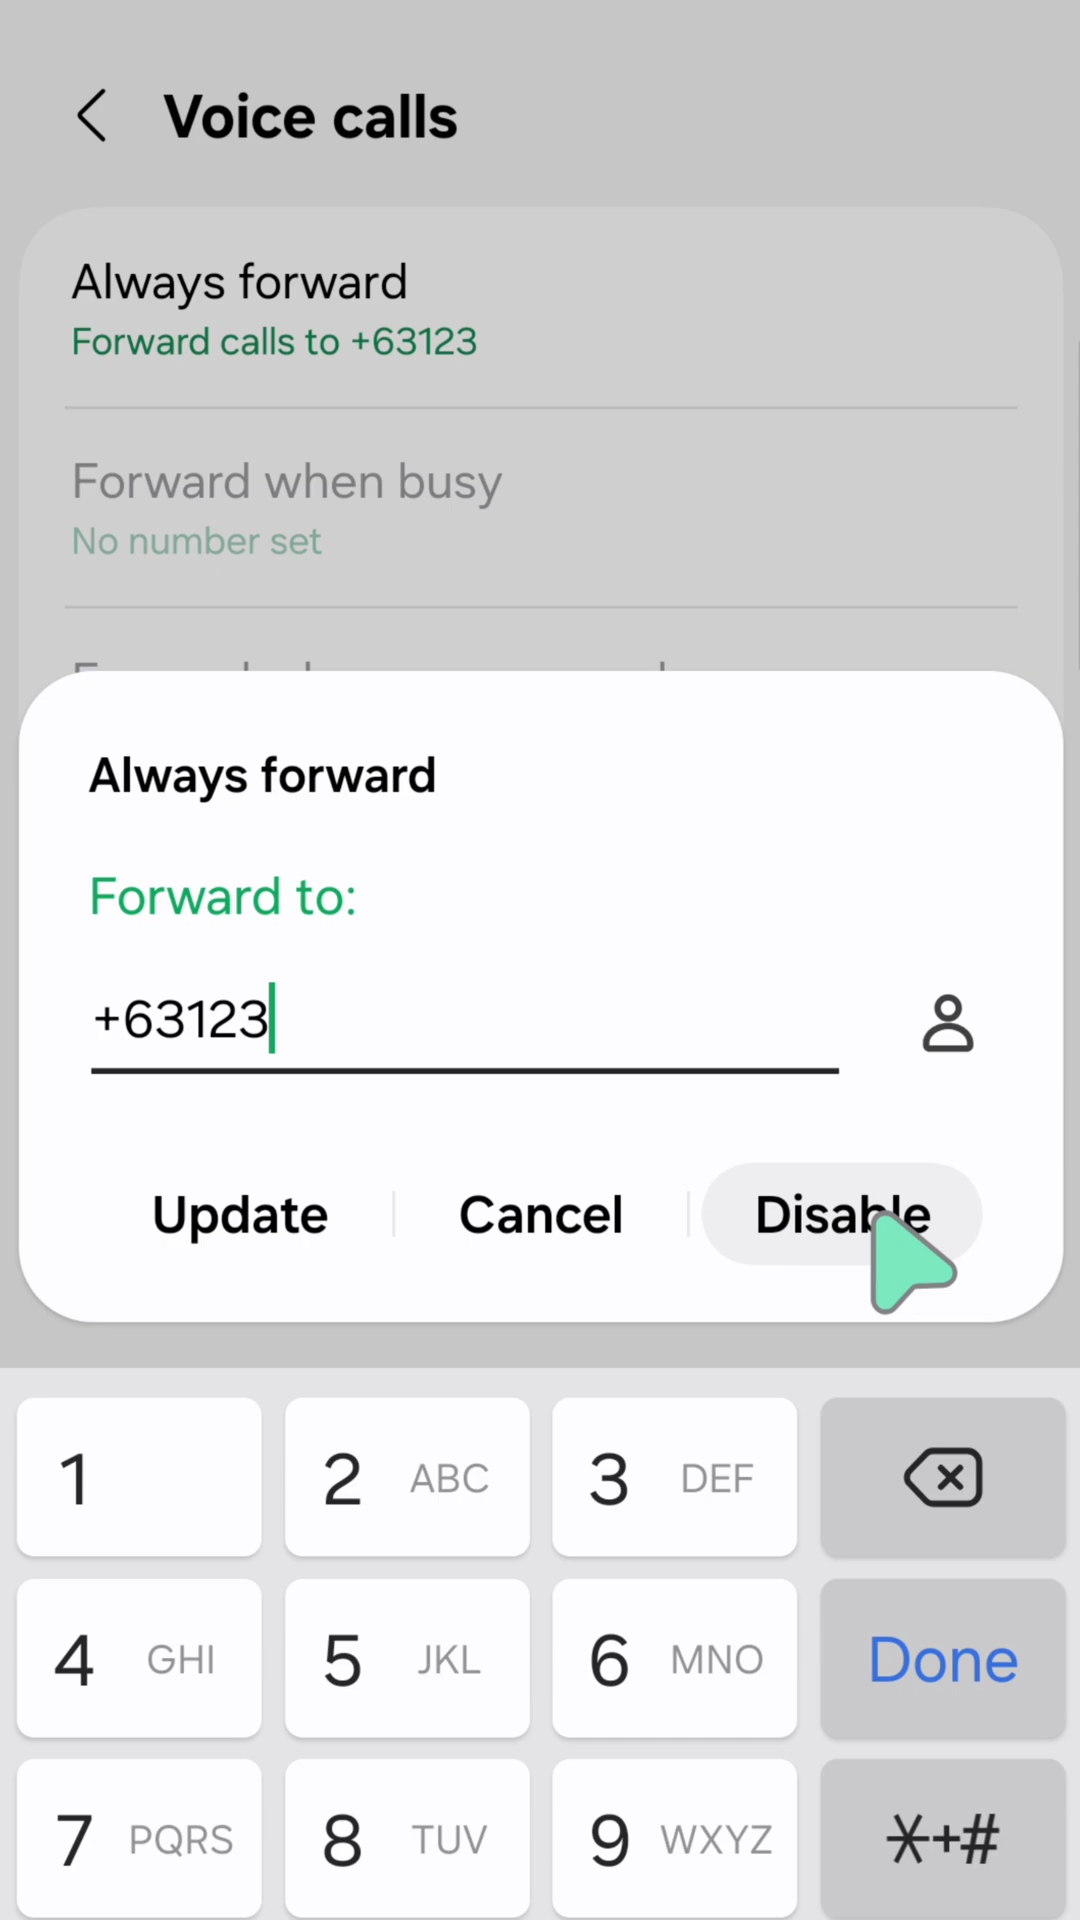 Voice calls
Always forward
Forward calls to +63123
Forward when busy
No number set
Always forward
Forward to:
+63123
Update
Cancel
Disable
1
2 ABC
3 DEF
4 GHI
5 JKL
6 MNO
Done
7 PQRS
8 TUV
9 WXYZ
*+#